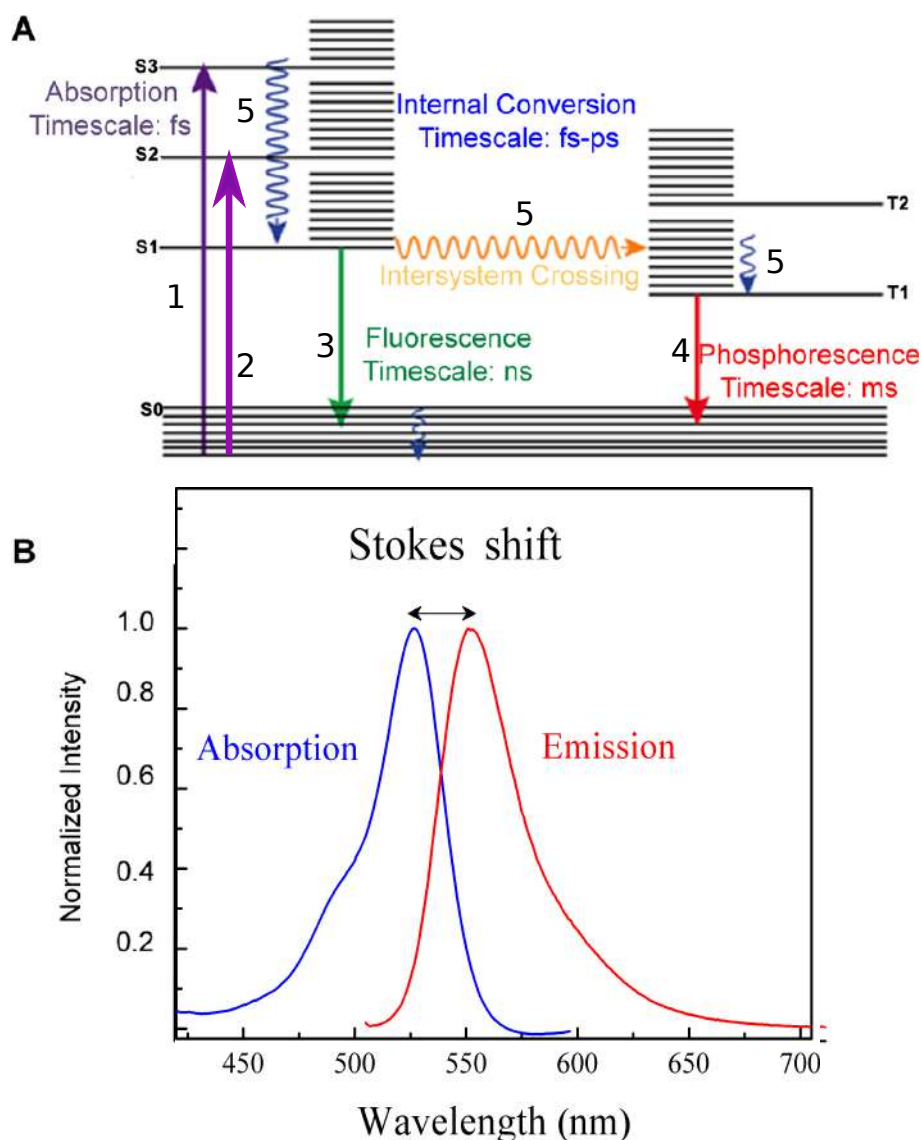 A
S3
Absorption
Timescale: fs
5
Internal Conversion
Timescale: fs-ps
S2
T2
5
S1
Intersystem Crossing
5
T1
1
2
3
Fluorescence
Timescale: ns
4
Phosphorescence
Timescale: ms
S0
B
Stokes shift
1.0
0.8
0.6
0.4
0.2
Normalized Intensity
Absorption
Emission
450
500
550
600
650
700
Wavelength (nm)